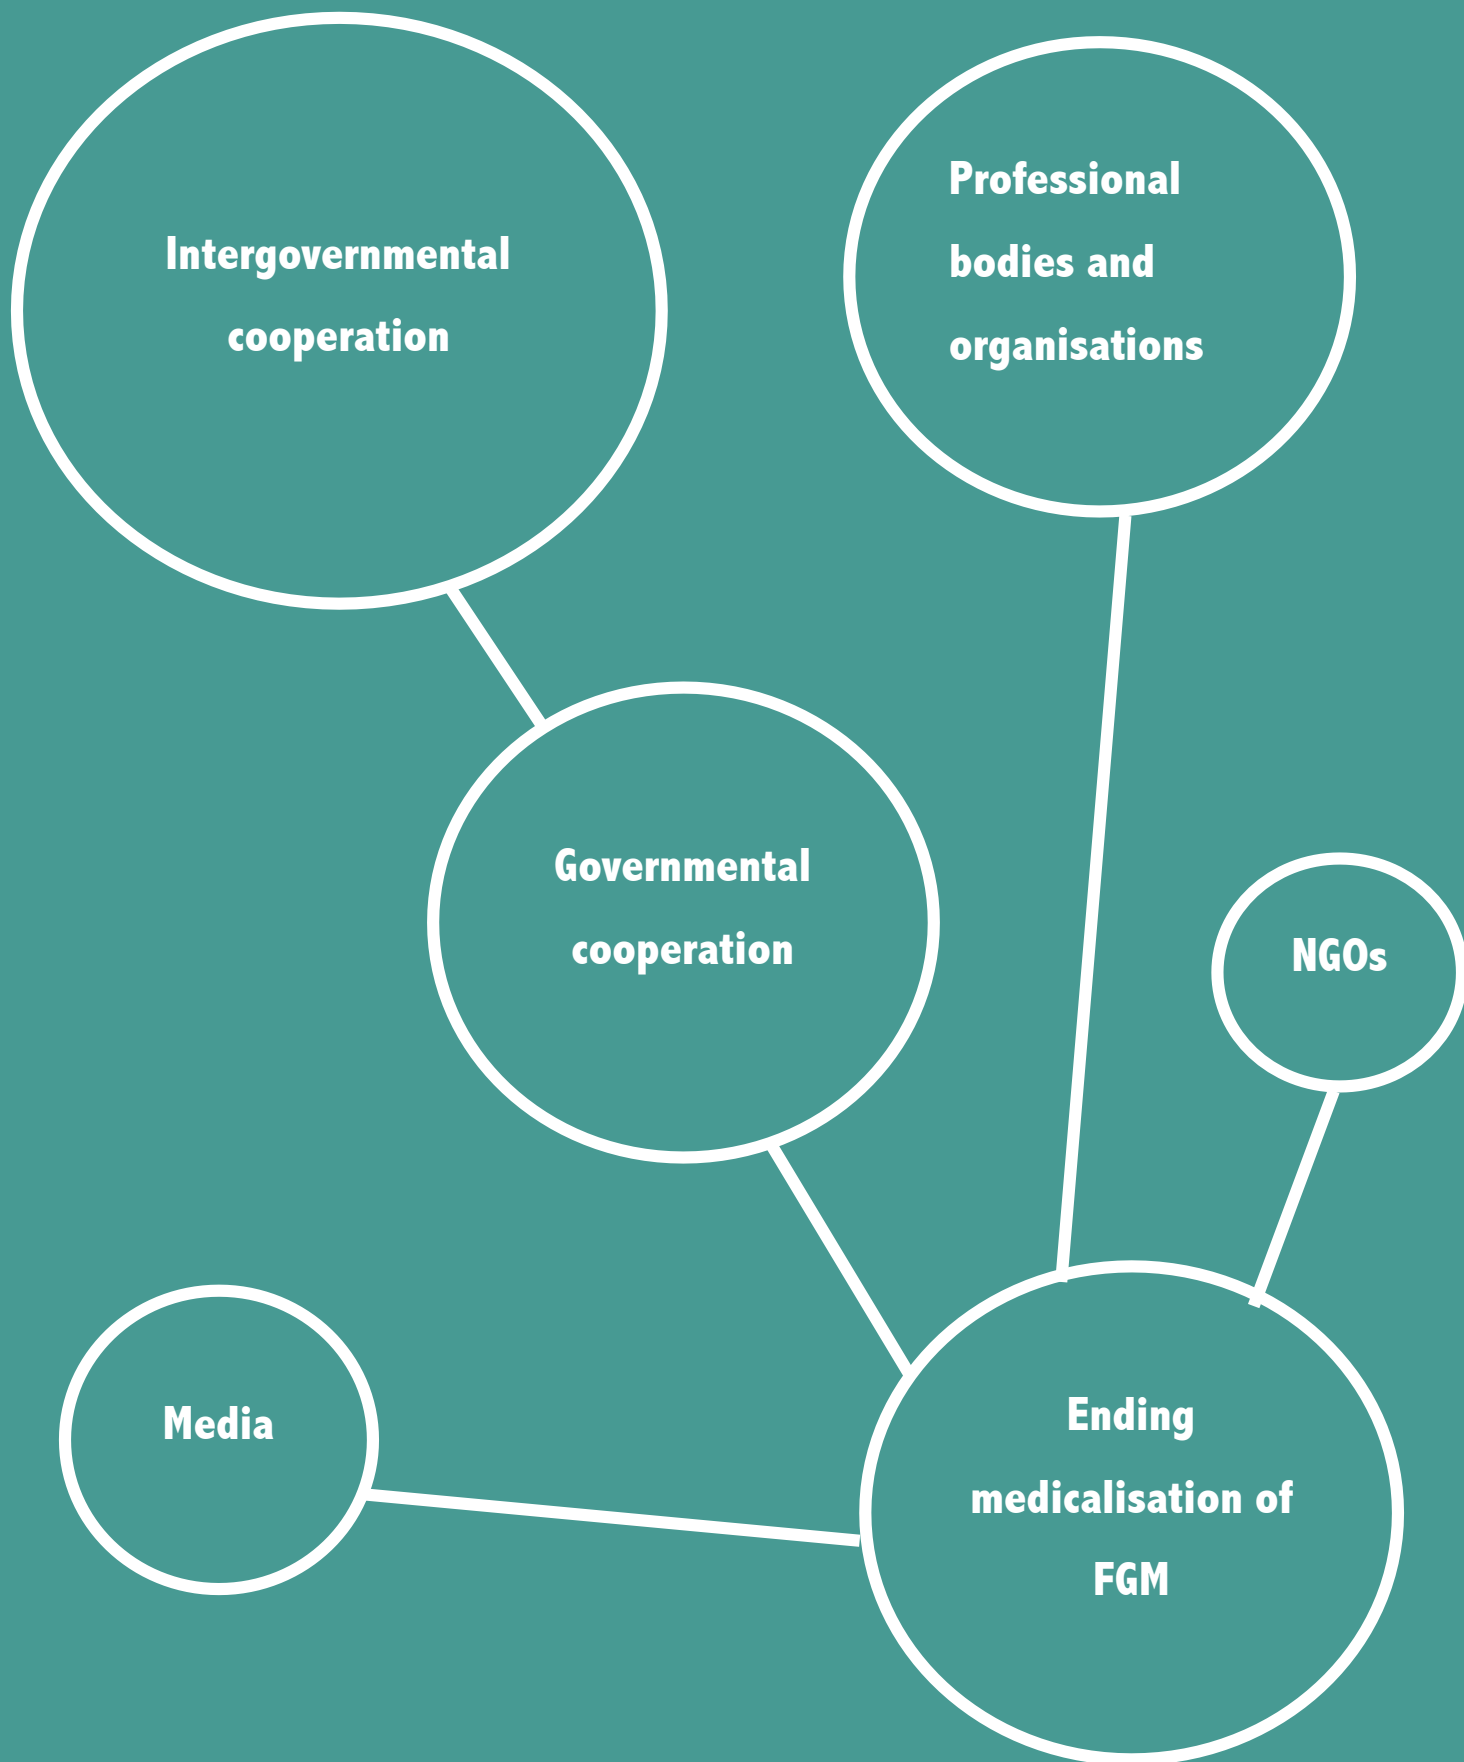 Intergovernmental
cooperation
Professional
bodies and
organisations
Governmental
cooperation
NGOs
Media
Ending
medicalisation of
FGM